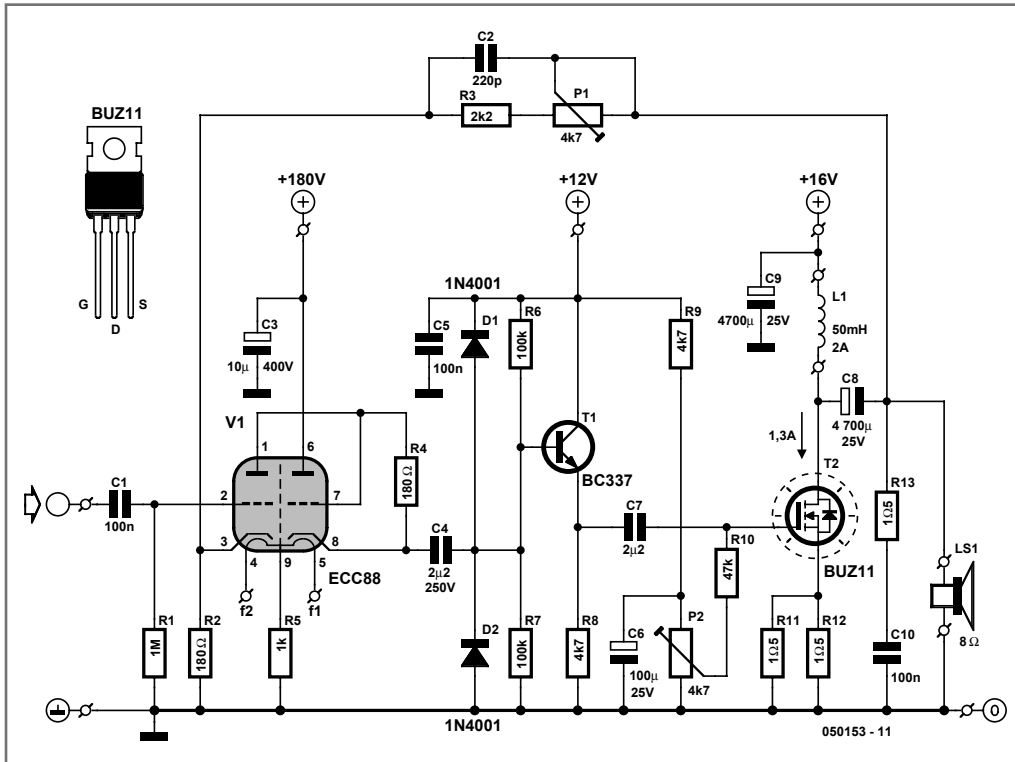 C2
220p
R3
2k2
P1
4k7
BUZ11
G
D
S
+180V
+12V
+16V
C3
10µ
400V
1N4001
C5
100n
D1
R6
100k
R9
4k7
C9
4700µ
25V
L1
50mH
2A
C8
4 700µ
25V
1,3A
V1
1
6
2
7
3
8
4
9
5
R4
180Ω
T1
BC337
C1
100n
ECC88
f2
f1
C4
2µ2
250V
C7
2µ2
R10
47k
T2
BUZ11
R13
1Ω5
LS1
8Ω
R1
1M
R2
180Ω
R5
1k
D2
R7
100k
R8
4k7
C6
100µ
25V
P2
4k7
R11
1Ω5
R12
1Ω5
C10
100n
1N4001
050153 - 11
0